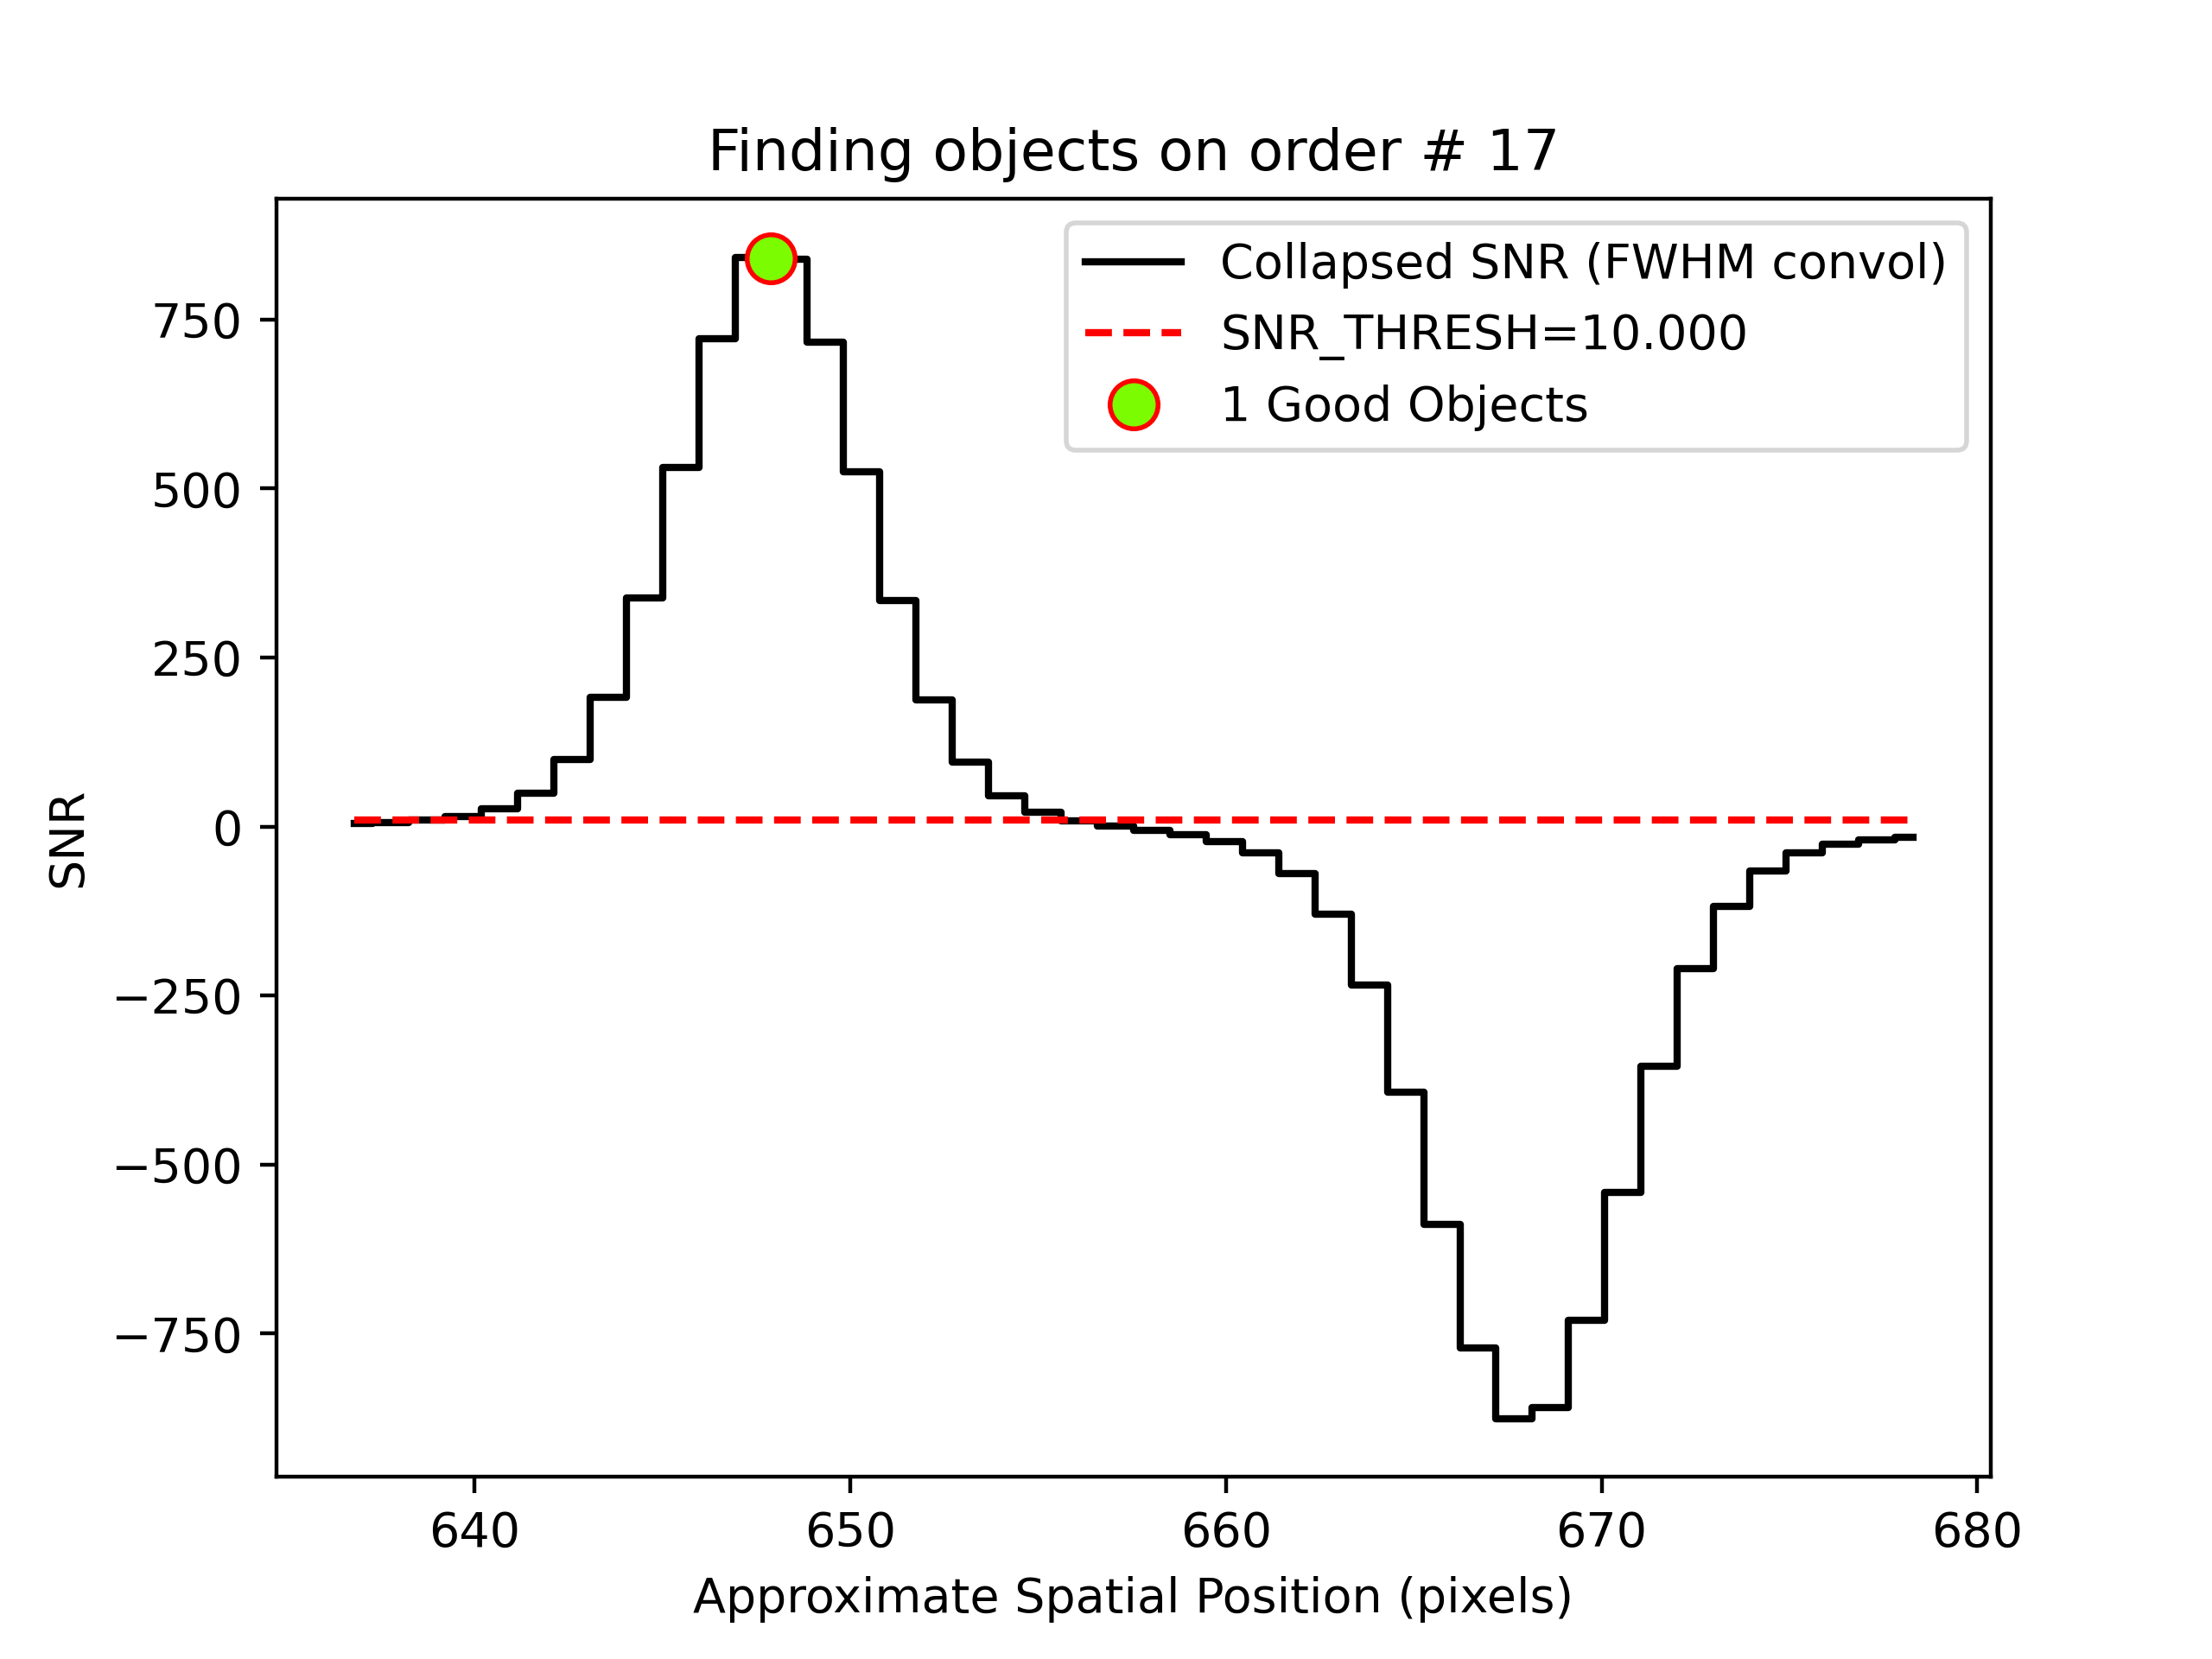 Finding objects on order # 17
Collapsed SNR (FWHM convol)
SNR_THRESH=10.000
1 Good Objects
750
500
250
0
−250
−500
−750
SNR
640
650
660
670
680
Approximate Spatial Position (pixels)